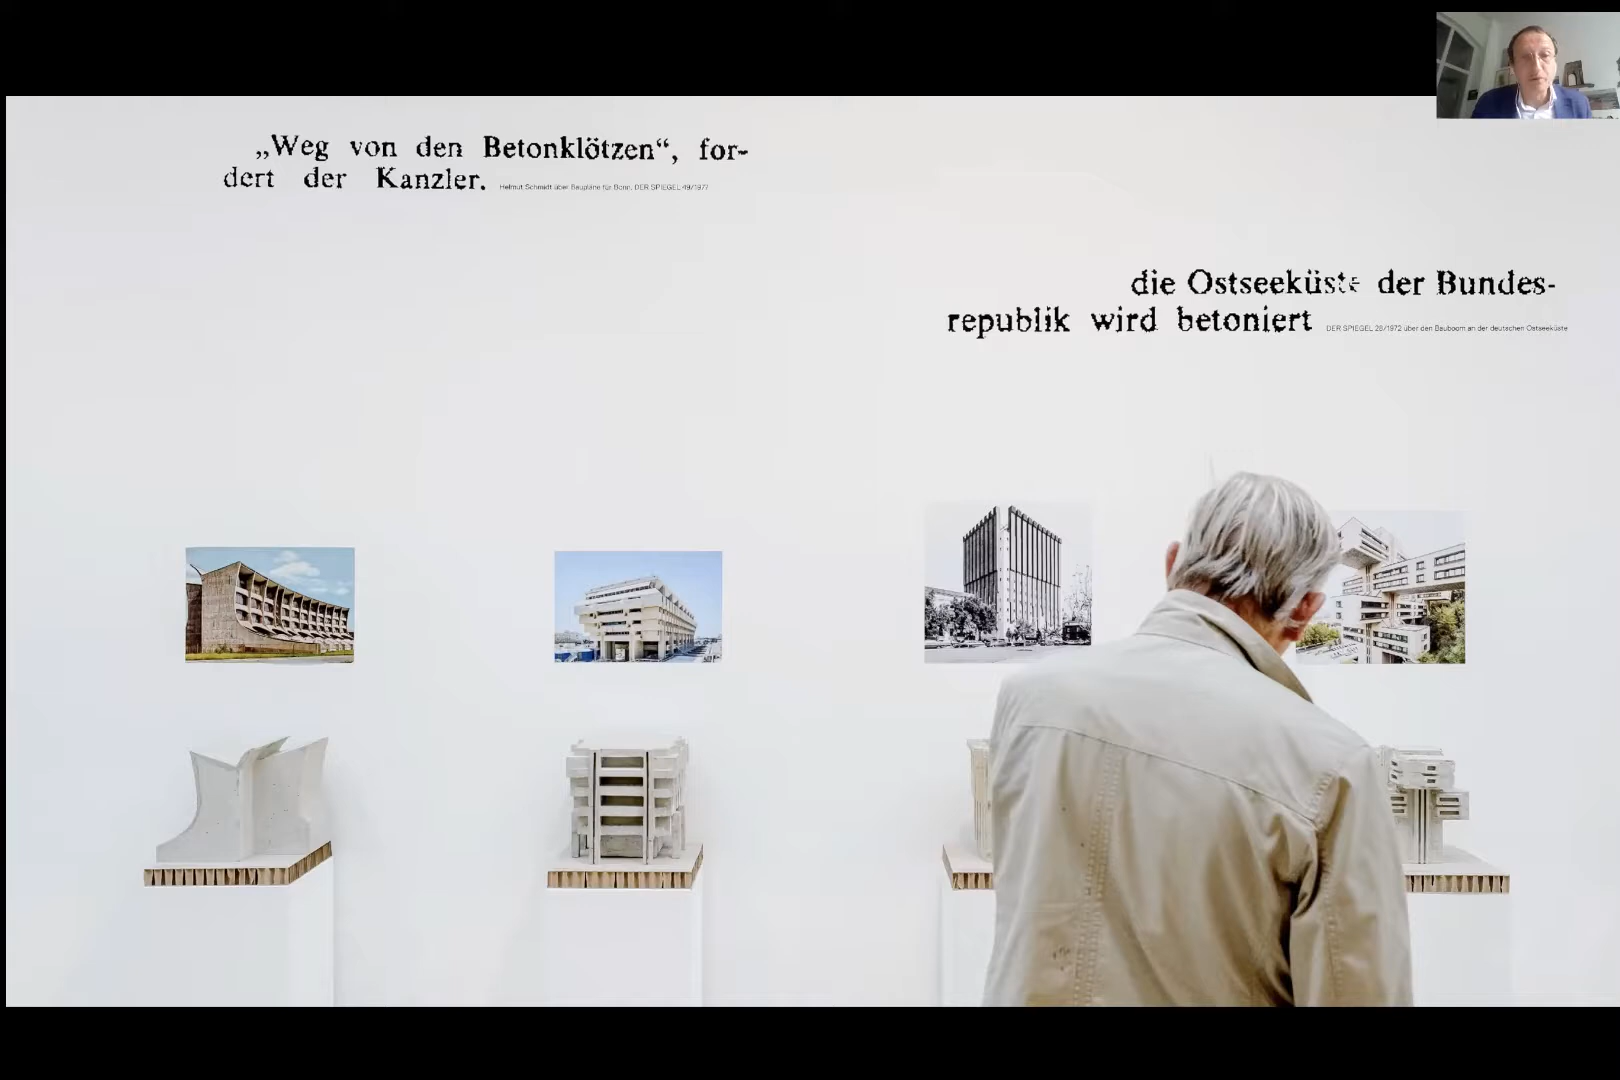 „Weg von den Betonklötzen“, for-
dert der Kanzler. Helmut Schmidt über Baupläne für Bonn, DER SPIEGEL 49/1977
die Ostseeküste der Bundes-
republik wird betoniert DER SPIEGEL 28/1972 über den Bauboom an der deutschen Ostseeküste